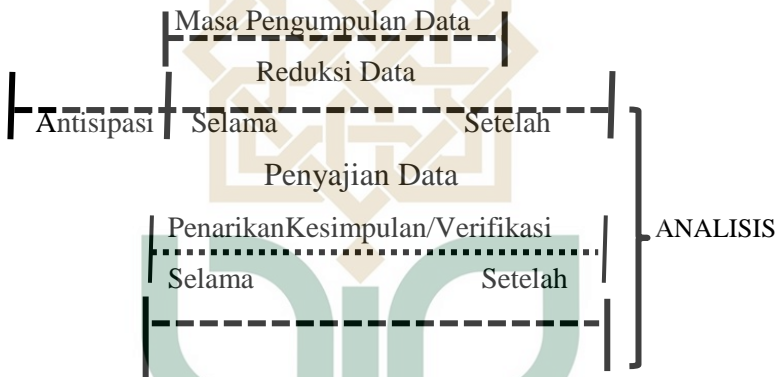 Masa Pengumpulan Data
Reduksi Data
Antisipasi Selama Setelah
Penyajian Data
PenarikanKesimpulan/Verifikasi
ANALISIS
Selama Setelah